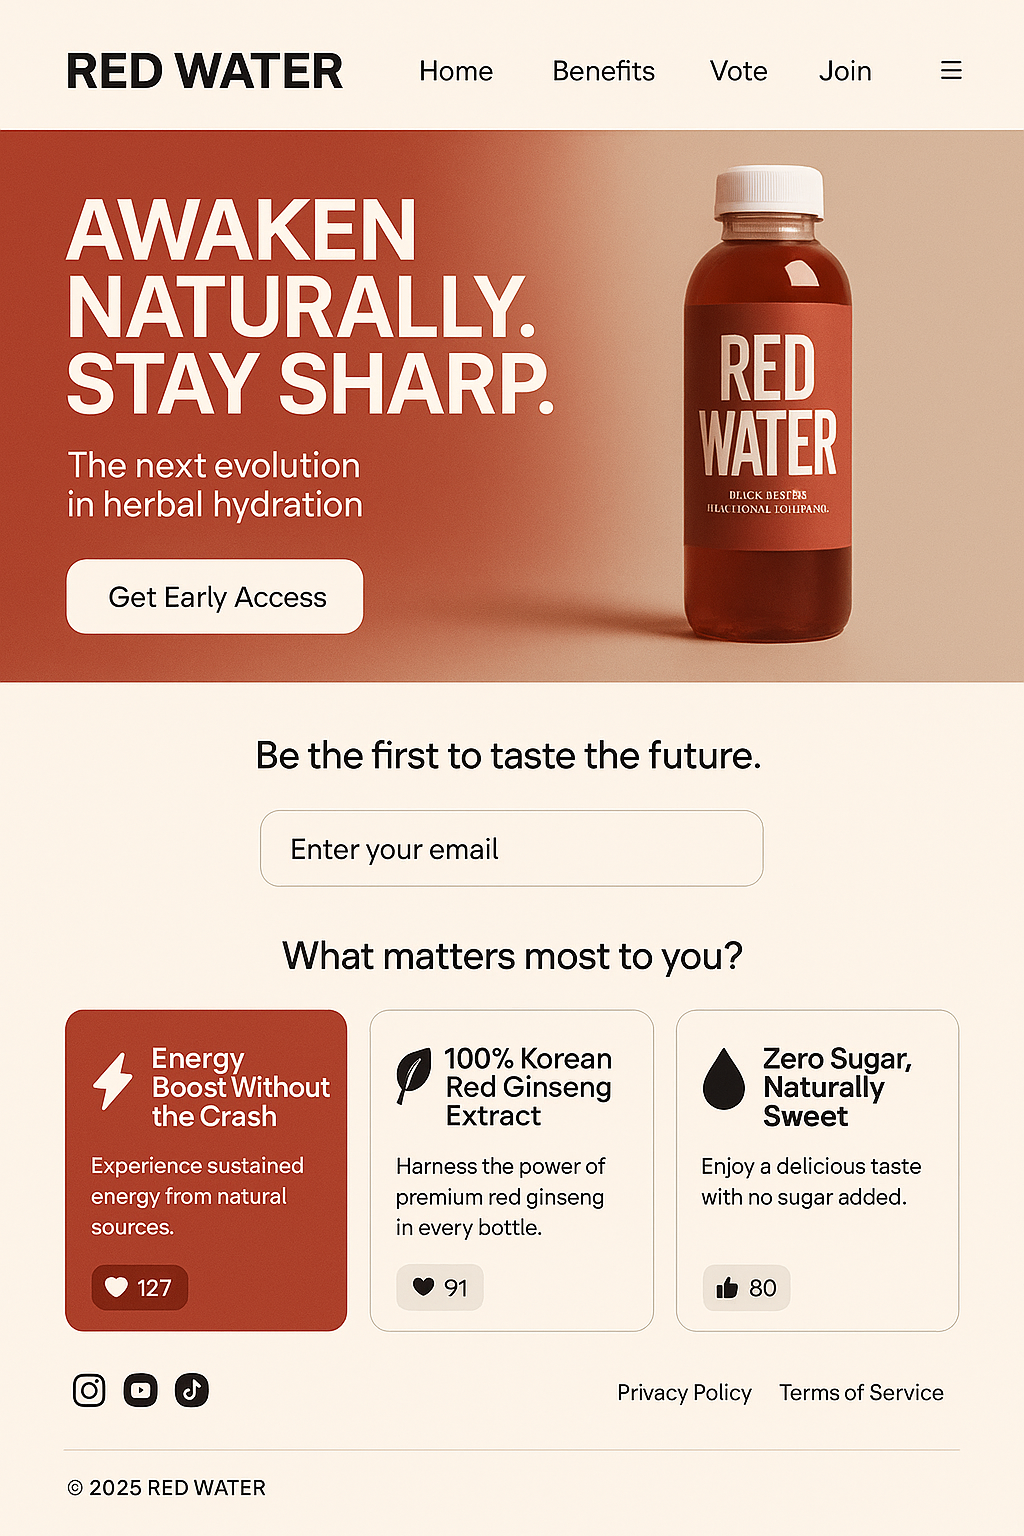 RED WATER
Home Benefits Vote Join
AWAKEN
NATURALLY.
STAY SHARP.
The next evolution
in herbal hydration
Get Early Access
RED
WATER
BLACK
Be the first to taste the future.
Enter your email
What matters most to you?
Energy
Boost Without
the Crash
Experience sustained
energy from natural
sources.
127
100% Korean
Red Ginseng
Extract
Harness the power of
premium red ginseng
in every bottle.
91
Zero Sugar,
Naturally
Sweet
Enjoy a delicious taste
with no sugar added.
80
Privacy Policy Terms of Service
© 2025 RED WATER